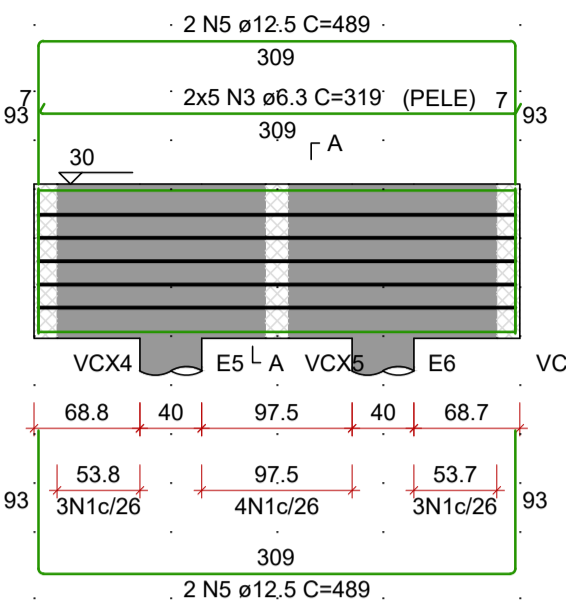 2 N5 ø12.5 C=489
309
7 2x5 N3 ø6.3 C=319 (PELE) 7
93 93
309
A
30
VCX4 E5 A VCX5 E6 VC
68.8 40 97.5 40 68.7
53.8 97.5 53.7
93 3N1c/26 4N1c/26 3N1c/26 93
309
2 N5 ø12.5 C=489